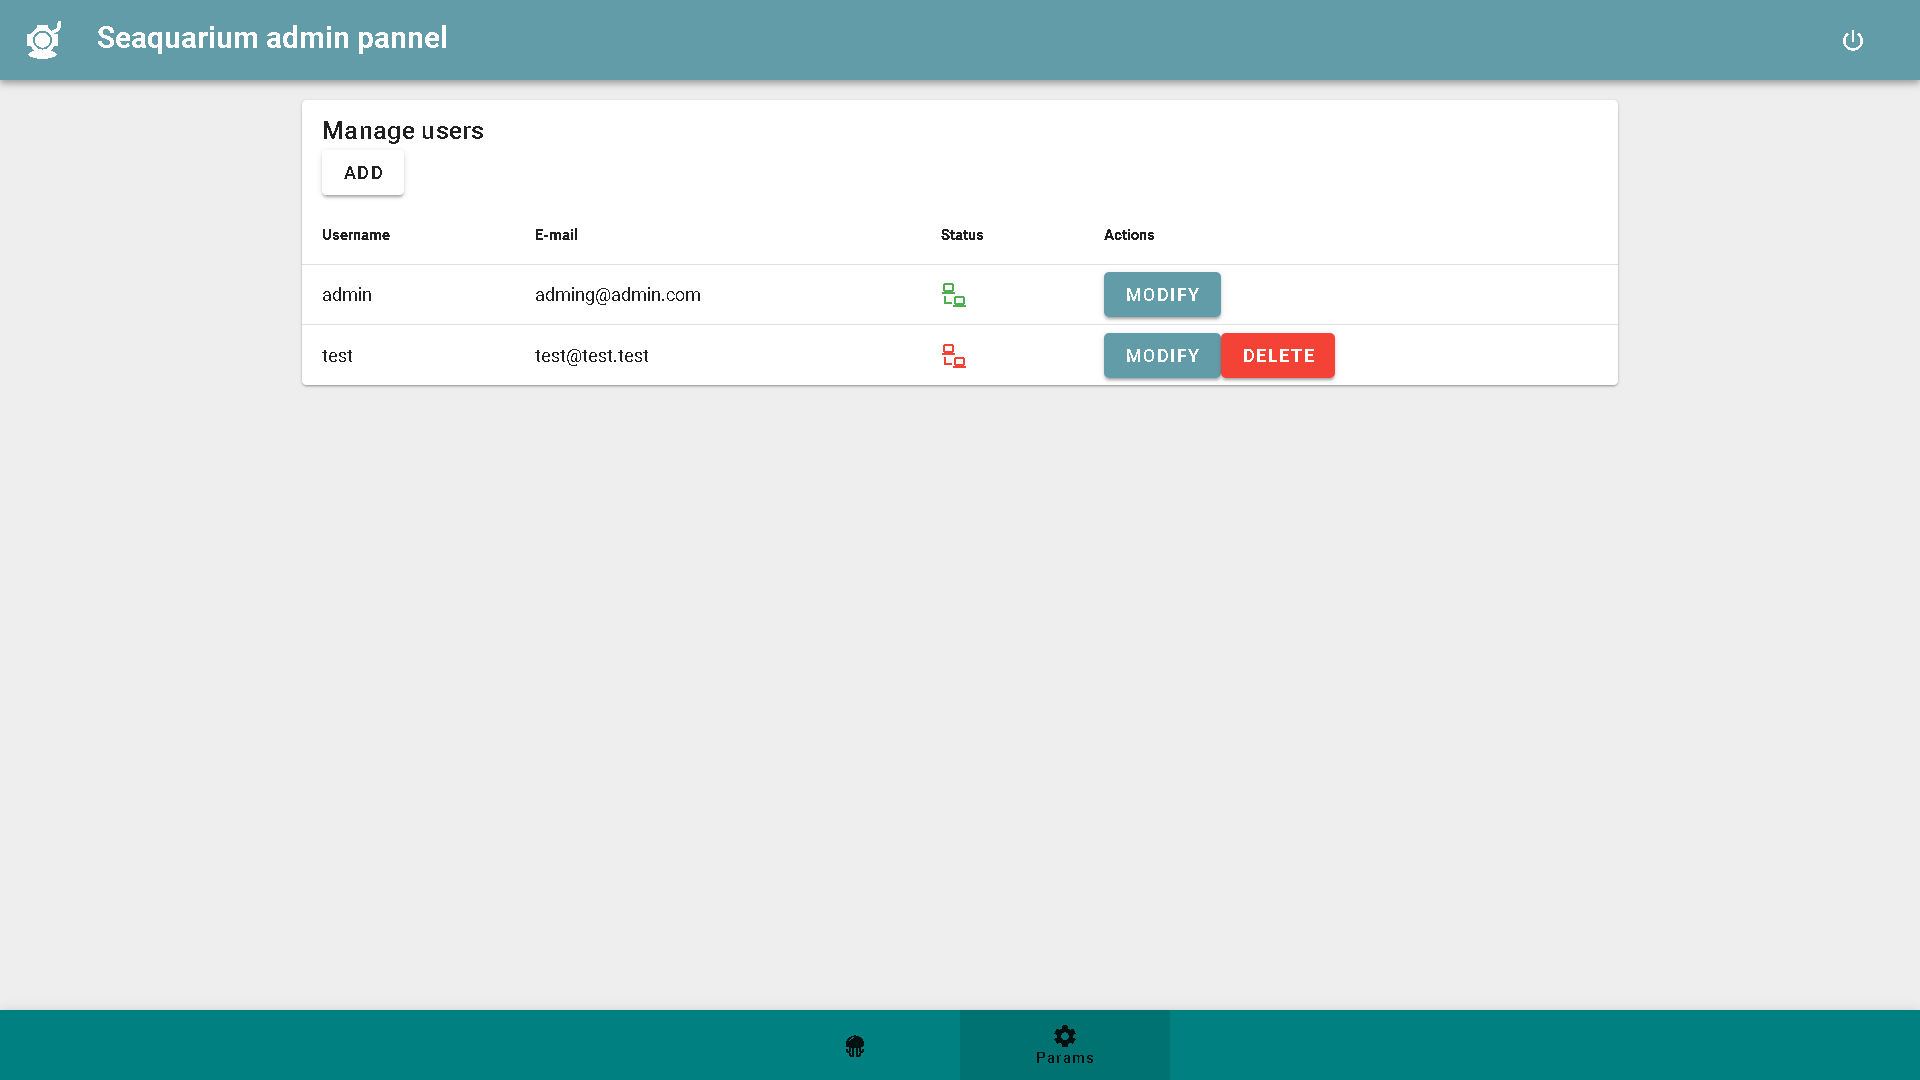 Seaquarium admin pannel
Manage users
ADD
Username E-mail Status Actions
admin adming@admin.com MODIFY
test test@test.test MODIFY DELETE
Params